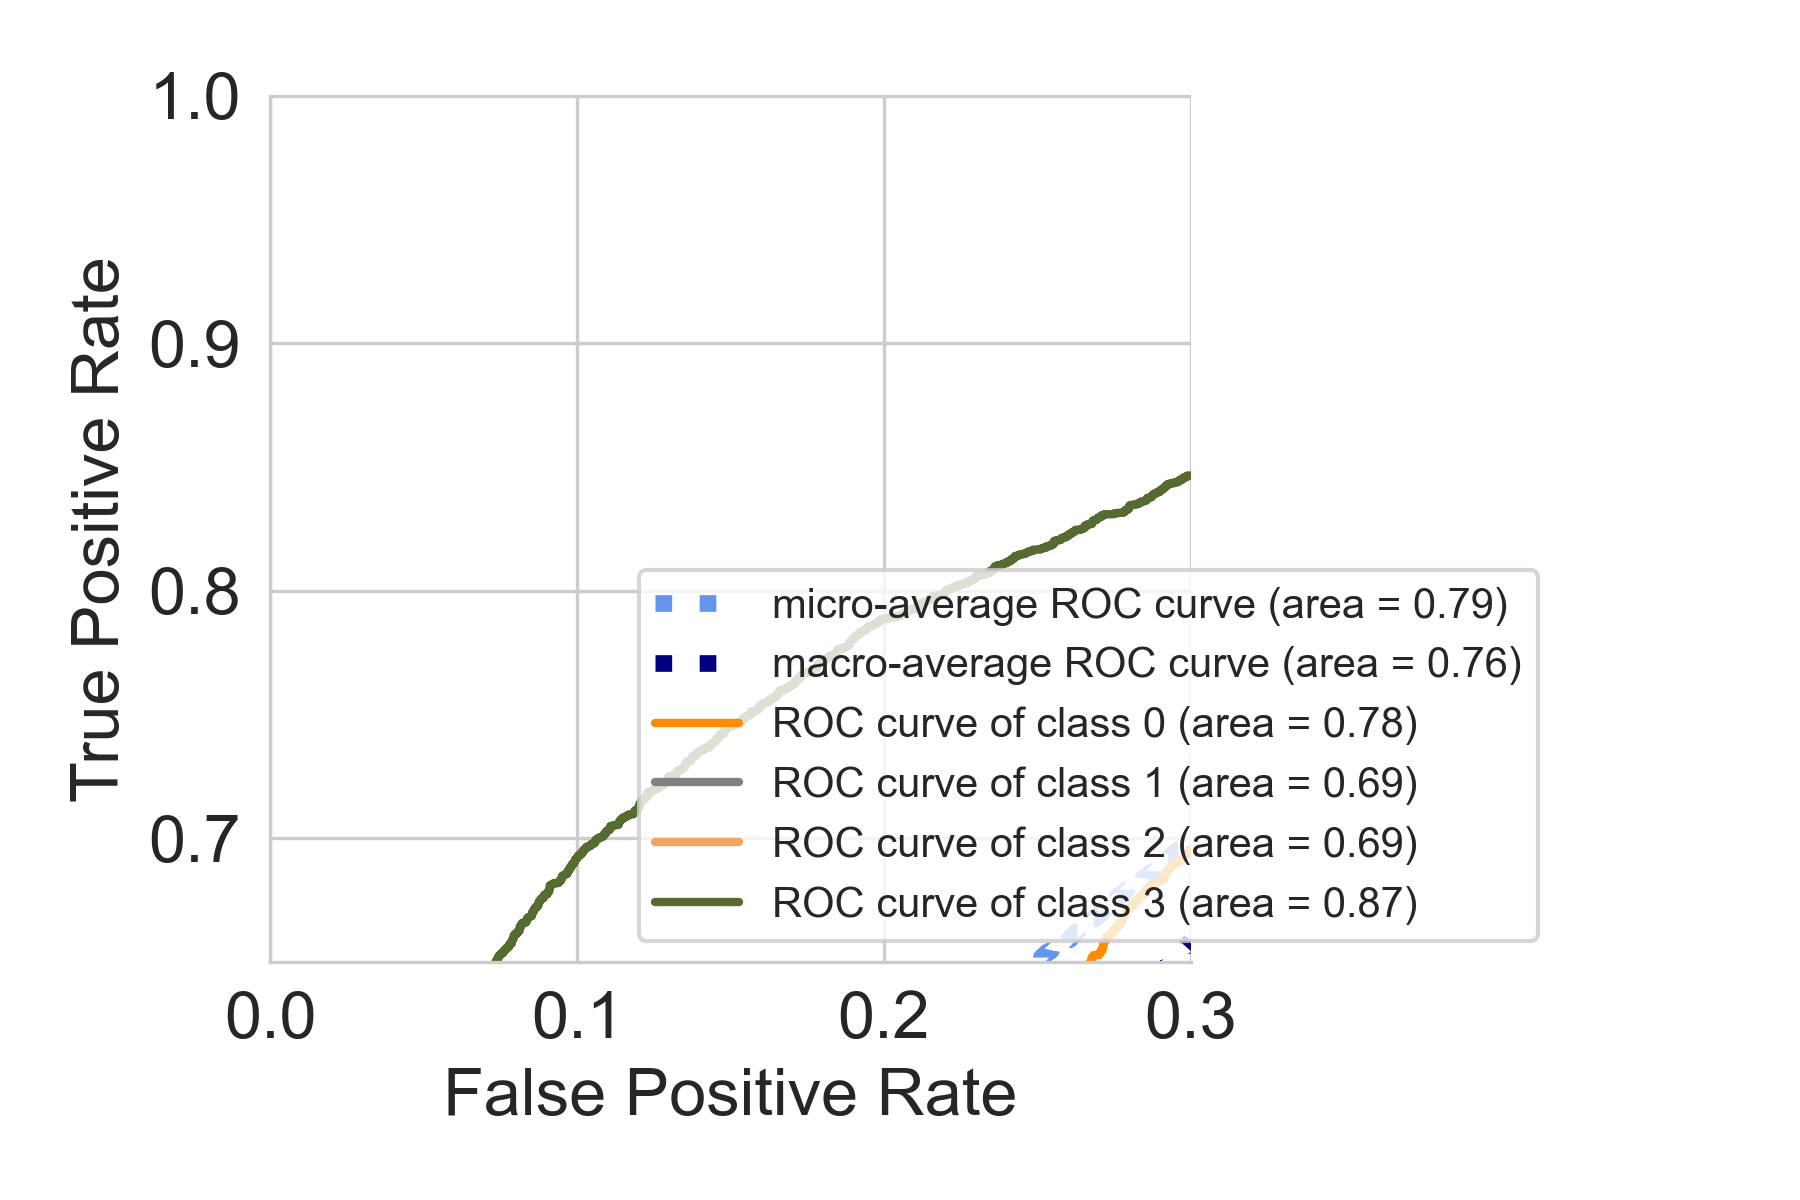 1.0
0.9
0.8
0.7
True Positive Rate
micro-average ROC curve (area = 0.79)
macro-average ROC curve (area = 0.76)
ROC curve of class 0 (area = 0.78)
ROC curve of class 1 (area = 0.69)
ROC curve of class 2 (area = 0.69)
ROC curve of class 3 (area = 0.87)
0.0 0.1 0.2 0.3
False Positive Rate